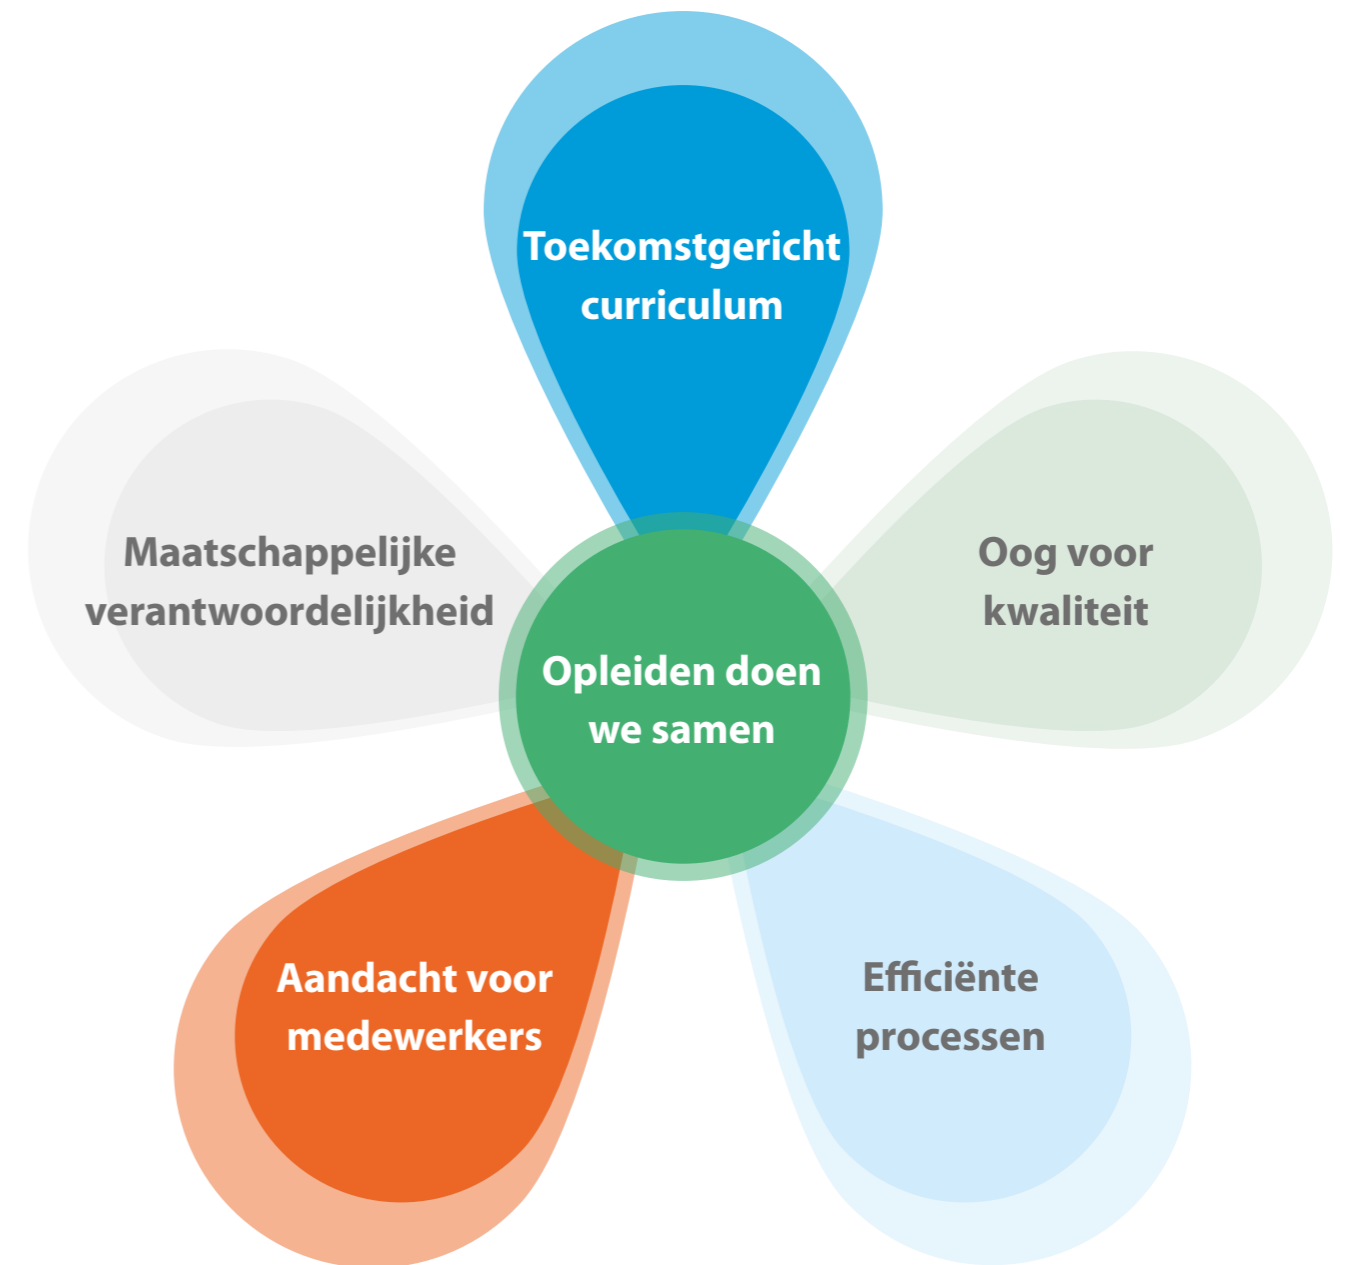 Toekomstgericht
curriculum
Maatschappelijke
verantwoordelijkheid
Oog voor
kwaliteit
Opleiden doen
we samen
Aandacht voor
medewerkers
Efficiënte
processen